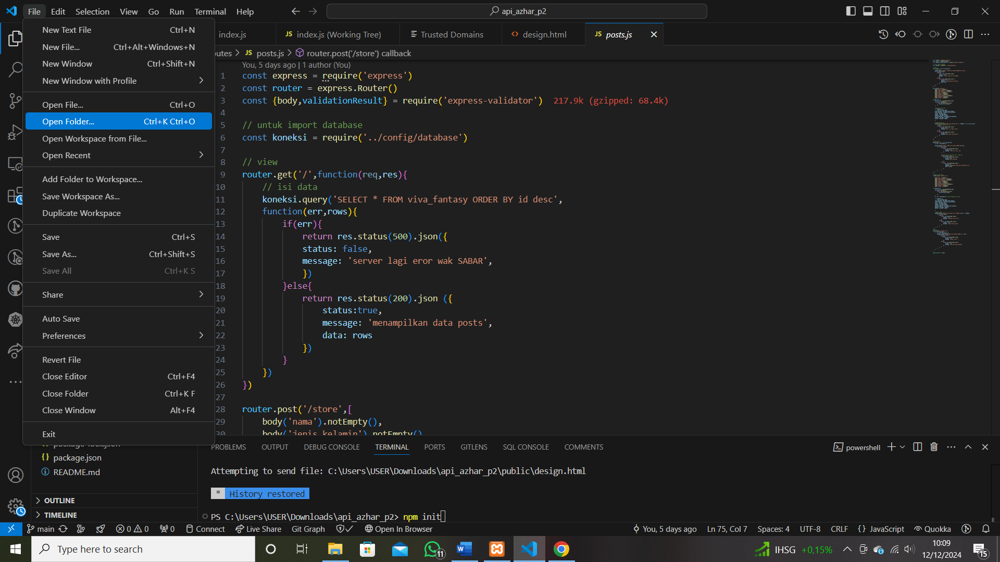 File Edit Selection View Go Run Terminal Help
api_azhar_p2
New Text File Ctrl+N
New File... Ctrl+Alt+Windows+N
New Window Ctrl+Shift+N
New Window with Profile
Open File... Ctrl+O
Open Folder... Ctrl+K Ctrl+O
Open Workspace from File...
Open Recent
Add Folder to Workspace...
Save Workspace As...
Duplicate Workspace
Save Ctrl+S
Save As... Ctrl+Shift+S
Save All Ctrl+K S
Share
Auto Save
Preferences
Revert File
Close Editor Ctrl+F4
Close Folder Ctrl+K F
Close Window Alt+F4
Exit
index.js
JS index.js (Working Tree)
Trusted Domains
<> design.html
JS posts.js
outes > JS posts.js > router.post('/store') callback
You, 5 days ago | 1 author (You)
1 const express = require('express')
2 const router = express.Router()
3 const {body,validationResult} = require('express-validator') 217.9k (gzipped: 68.4k)
4
5 // untuk import database
6 const koneksi = require('../config/database')
7
8 // view
9 router.get('/',function(req,res){
10 // isi data
11 koneksi.query('SELECT * FROM viva_fantasy ORDER BY id desc',
12 function(err,rows){
13 if(err){
14 return res.status(500).json({
15 status: false,
16 message: 'server lagi eror wak SABAR',
17 })
18 }else{
19 return res.status(200).json ({
20 status:true,
21 message: 'menampilkan data posts',
22 data: rows
23 })
24 }
25 })
26 })
27
28 router.post('/store',[
29 body('nama').notEmpty(),
30 body('jenis_kelamin').notEmpty()
package-lock.json
{} package.json
README.md
OUTLINE
TIMELINE
PROBLEMS OUTPUT DEBUG CONSOLE TERMINAL PORTS GITLENS SQL CONSOLE COMMENTS
powershell
Attempting to send file: C:\Users\USER\Downloads\api_azhar_p2\public\design.html
* History restored
PS C:\Users\USER\Downloads\api_azhar_p2> npm init
main 0 0 0 Connect Live Share Git Graph Open In Browser
You, 5 days ago Ln 75, Col 7 Spaces: 4 UTF-8 CRLF {} JavaScript Quokka
Type here to search
11
IHSG +0,15%
10:09
12/12/2024
15